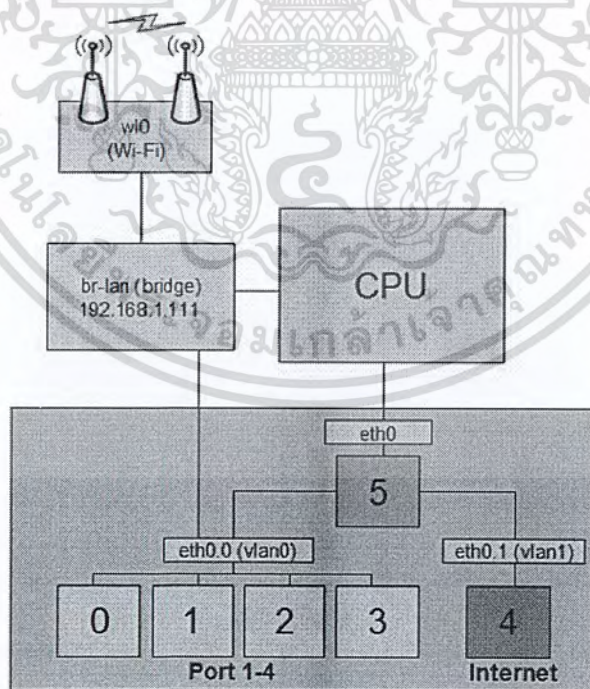 wl0
(Wi-Fi)
br-lan (bridge)
192.168.1.111
CPU
eth0
5
eth0.0 (vlan0)
eth0.1 (vlan1)
0
1
2
3
4
Port 1-4
Internet